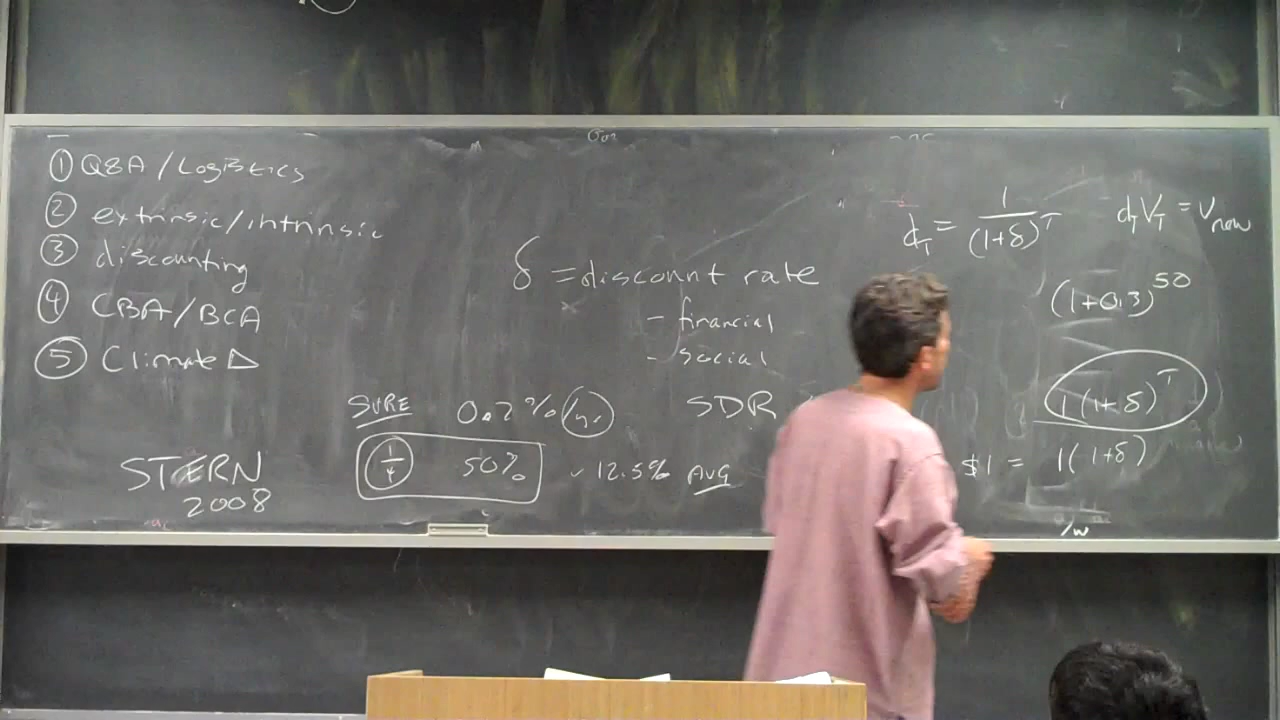 ① Q&A / Logistics
② extrinsic/intrinsic
③ discounting
④ CBA/BCA
⑤ Climate Δ
STERN
2008
δ = discount rate
- financial
- social
SURE 0.7%/yr.
1/4 50% ~12.5% AVG
SDR
d_T = 1/(1+δ)^T
d_T V_T = V_now
(1+0.3)^50
1(1+δ)^T
$1 = 1(1+δ)